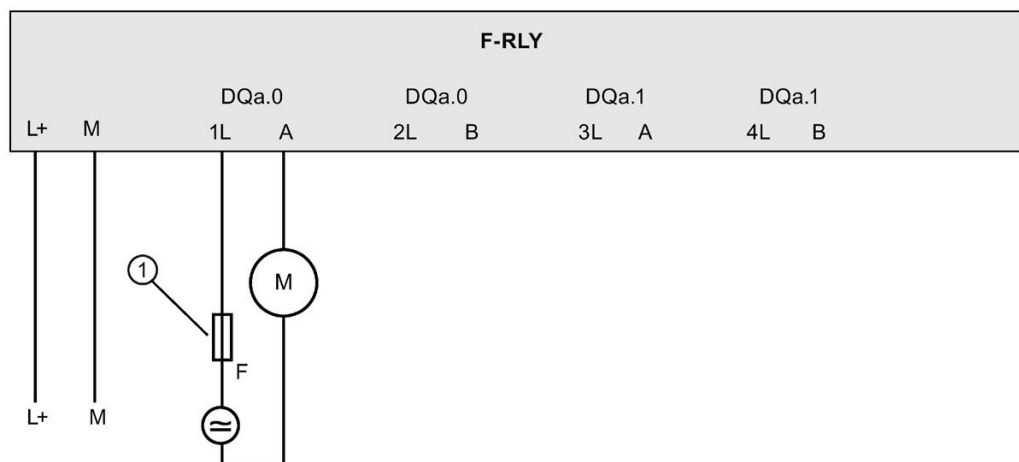 F-RLY
DQa.0 DQa.0 DQa.1 DQa.1
L+ M 1L A 2L B 3L A 4L B
1 M
F
L+ M